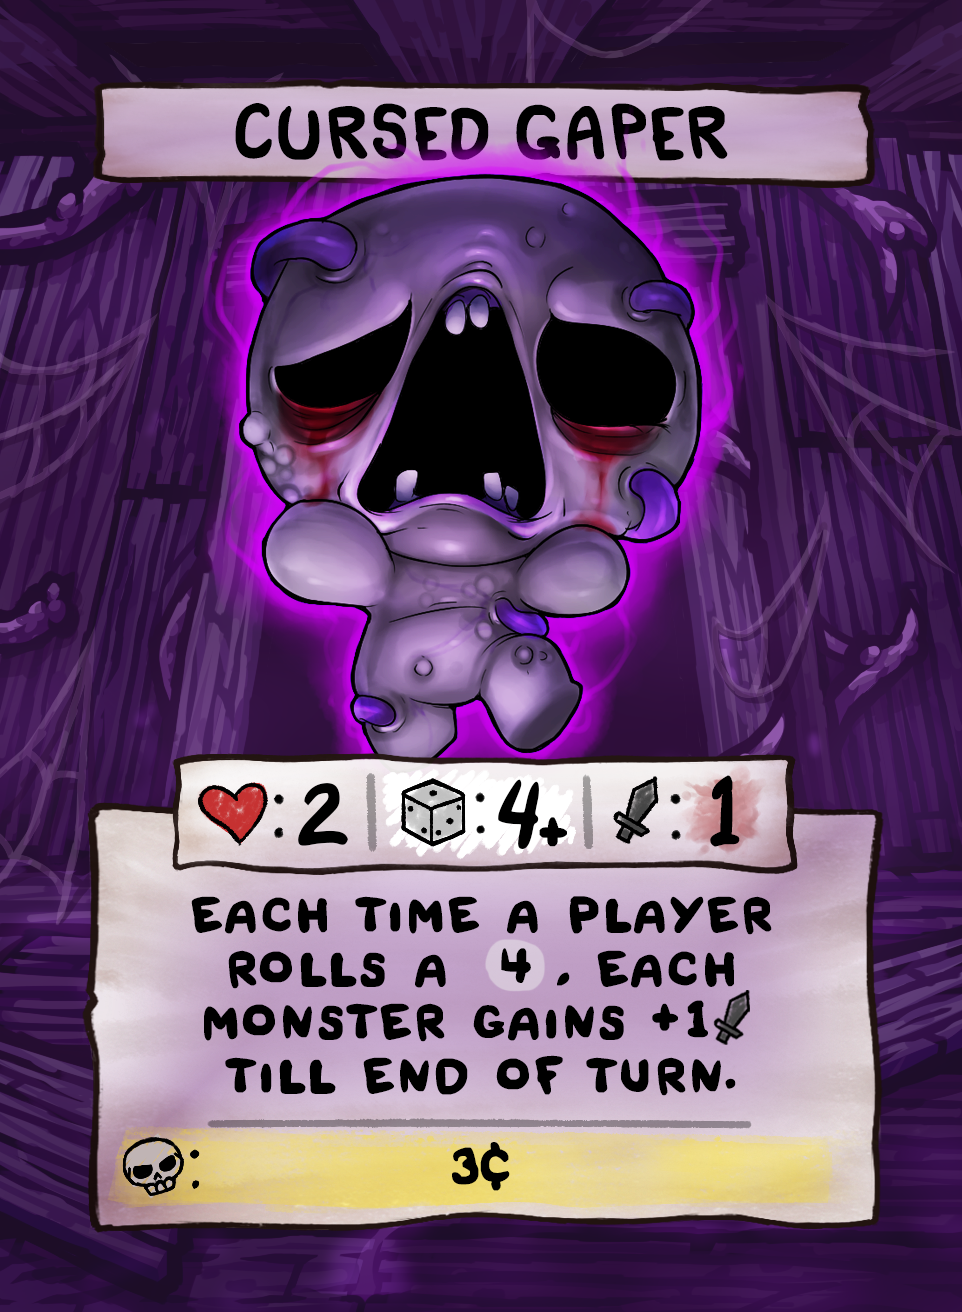 CURSED GAPER
:2 | :4+ | :1
EACH TIME A PLAYER
ROLLS A 4, EACH
MONSTER GAINS +1
TILL END OF TURN.
: 3¢